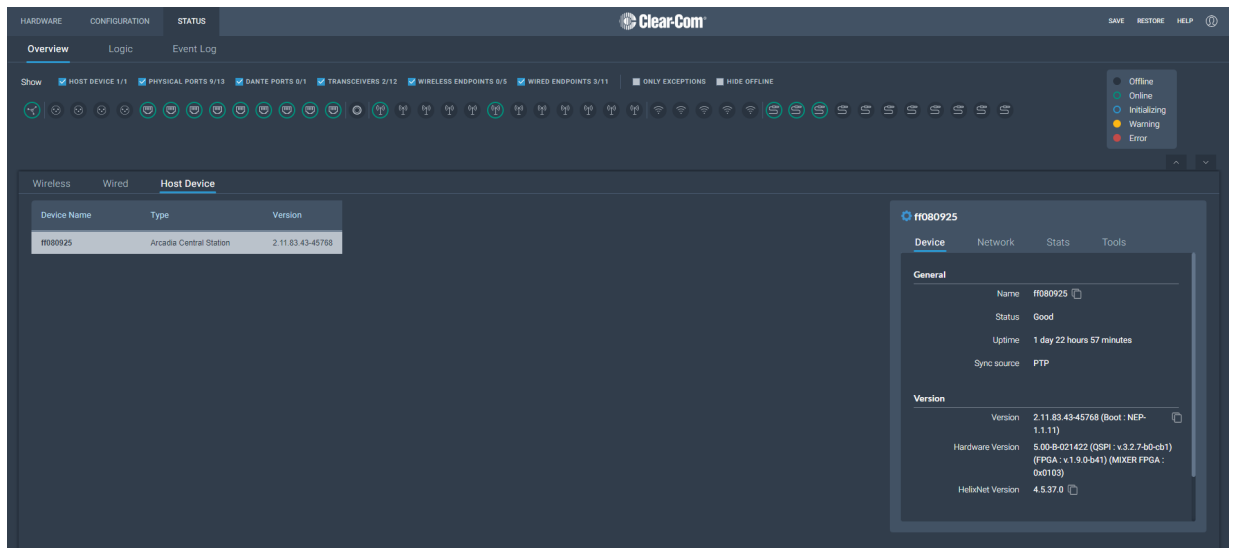 HARDWARE CONFIGURATION STATUS Clear-Com® SAVE RESTORE HELP
Overview Logic Event Log
Show HOST DEVICE 1/1 PHYSICAL PORTS 9/13 DANTE PORTS 0/1 TRANSCEIVERS 2/12 WIRELESS ENDPOINTS 0/5 WIRED ENDPOINTS 3/11 ONLY EXCEPTIONS HIDE OFFLINE
Offline
Online
Initializing
Warning
Error
Wireless Wired Host Device
Device Name Type Version
ff080925 Arcadia Central Station 2.11.83.43-45768
ff080925
Device Network Stats Tools
General
Name ff080925
Status Good
Uptime 1 day 22 hours 57 minutes
Sync source PTP
Version
Version 2.11.83.43-45768 (Boot : NEP-
1.1.11)
Hardware Version 5.00-B-021422 (QSPI : v.3.2.7-b0-cb1)
(FPGA : v.1.9.0-b41) (MIXER FPGA :
0x0103)
HelixNet Version 4.5.37.0